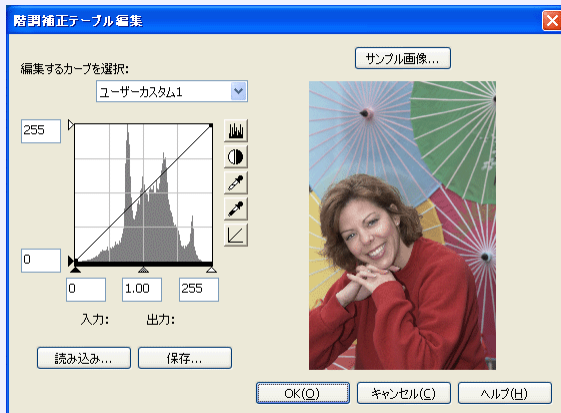 階調補正テーブル編集
サンプル画像...
編集するカーブを選択:
ユーザーカスタム1
255
0
0
1.00
255
入力:
出力:
読み込み...
保存...
OK(O)
キャンセル(C)
ヘルプ(H)